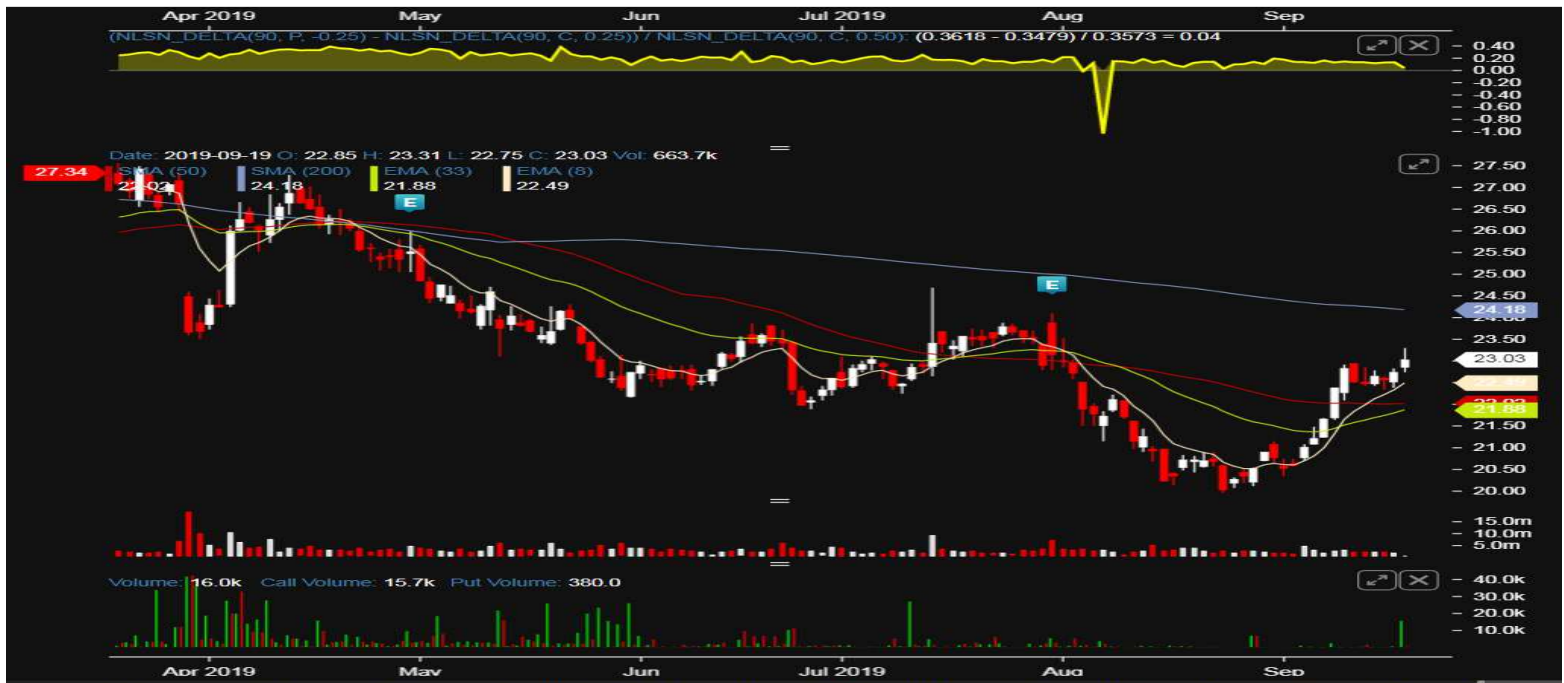 Apr 2019 May Jun Jul 2019 Aug Sep
(NLSN_DELTA(90, P, -0.25) - NLSN_DELTA(90, C, 0.25)) / NLSN_DELTA(90, C, 0.50): (0.3618 - 0.3479) / 0.3573 = 0.04
0.40
0.20
0.00
-0.20
-0.40
-0.60
-0.80
-1.00
Date: 2019-09-19 O: 22.85 H: 23.31 L: 22.75 C: 23.03 Vol: 663.7k
27.34
SMA (50) SMA (200) EMA (33) EMA (8)
24.18 21.88 22.49
E
E
27.50
27.00
26.50
26.00
25.50
25.00
24.50
24.18
24.00
23.50
23.03
22.49
21.88
21.50
21.00
20.50
20.00
15.0m
10.0m
5.0m
Volume: 16.0k Call Volume: 15.7k Put Volume: 380.0
40.0k
30.0k
20.0k
10.0k
Apr 2019 May Jun Jul 2019 Aug Sep